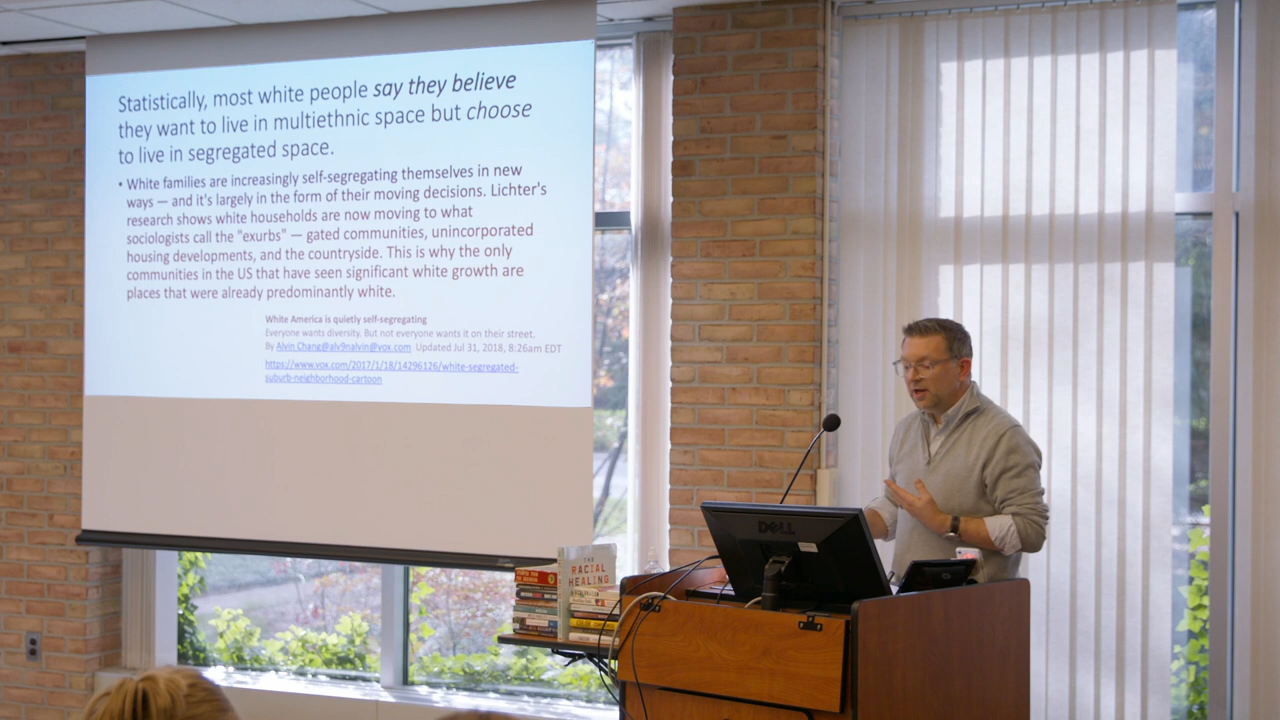 Statistically, most white people say they believe
they want to live in multiethnic space but choose
to live in segregated space.
• White families are increasingly self-segregating themselves in new
ways — and it's largely in the form of their moving decisions. Lichter's
research shows white households are now moving to what
sociologists call the "exurbs" — gated communities, unincorporated
housing developments, and the countryside. This is why the only
communities in the US that have seen significant white growth are
places that were already predominantly white.
White America is quietly self-segregating
Everyone wants diversity. But not everyone wants it on their street.
By Alvin Chang@alv9nalvin@vox.com Updated Jul 31, 2018, 8:26am EDT
https://www.vox.com/2017/1/18/14296126/white-segregated-
suburb-neighborhood-cartoon
DELL
THE
RACIAL
HEALING